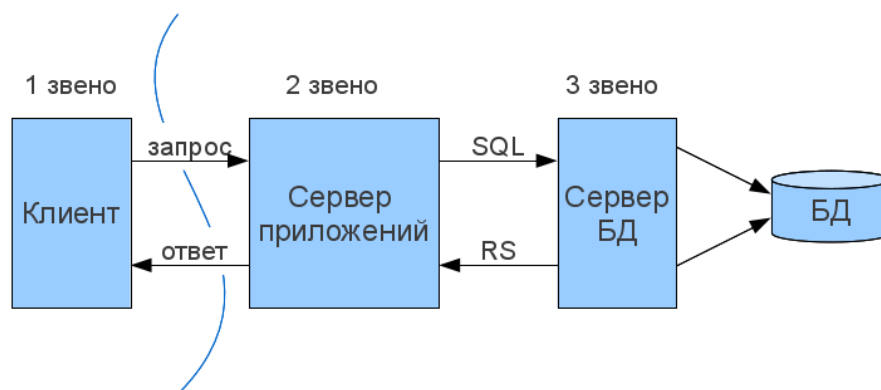 1 звено
2 звено
3 звено
запрос
SQL
Клиент
Сервер
приложений
Сервер
БД
БД
ответ
RS